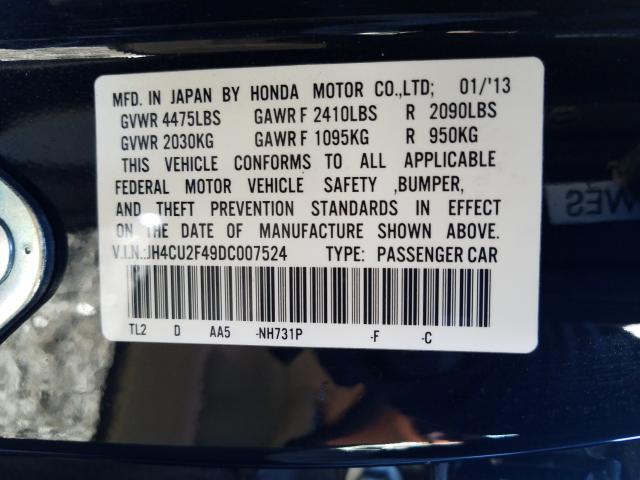 MFD. IN JAPAN BY HONDA MOTOR CO.,LTD; 01/'13
GVWR 4475LBS GAWR F 2410LBS R 2090LBS
GVWR 2030KG GAWR F 1095KG R 950KG
THIS VEHICLE CONFORMS TO ALL APPLICABLE
FEDERAL MOTOR VEHICLE SAFETY ,BUMPER,
AND THEFT PREVENTION STANDARDS IN EFFECT
ON THE DATE OF MANUFACTURE SHOWN ABOVE.
V.I.N.:JH4CU2F49DC007524 TYPE: PASSENGER CAR
TL2 D AA5 -NH731P -F -C